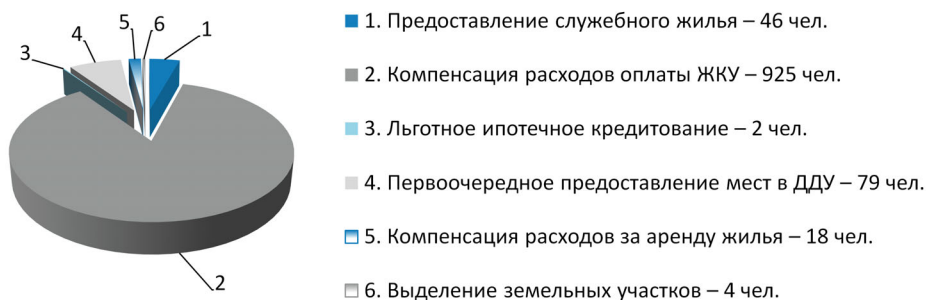 1
2
3
4
5
6
1. Предоставление служебного жилья – 46 чел.
2. Компенсация расходов оплаты ЖКУ – 925 чел.
3. Льготное ипотечное кредитование – 2 чел.
4. Первоочередное предоставление мест в ДДУ – 79 чел.
5. Компенсация расходов за аренду жилья – 18 чел.
6. Выделение земельных участков – 4 чел.